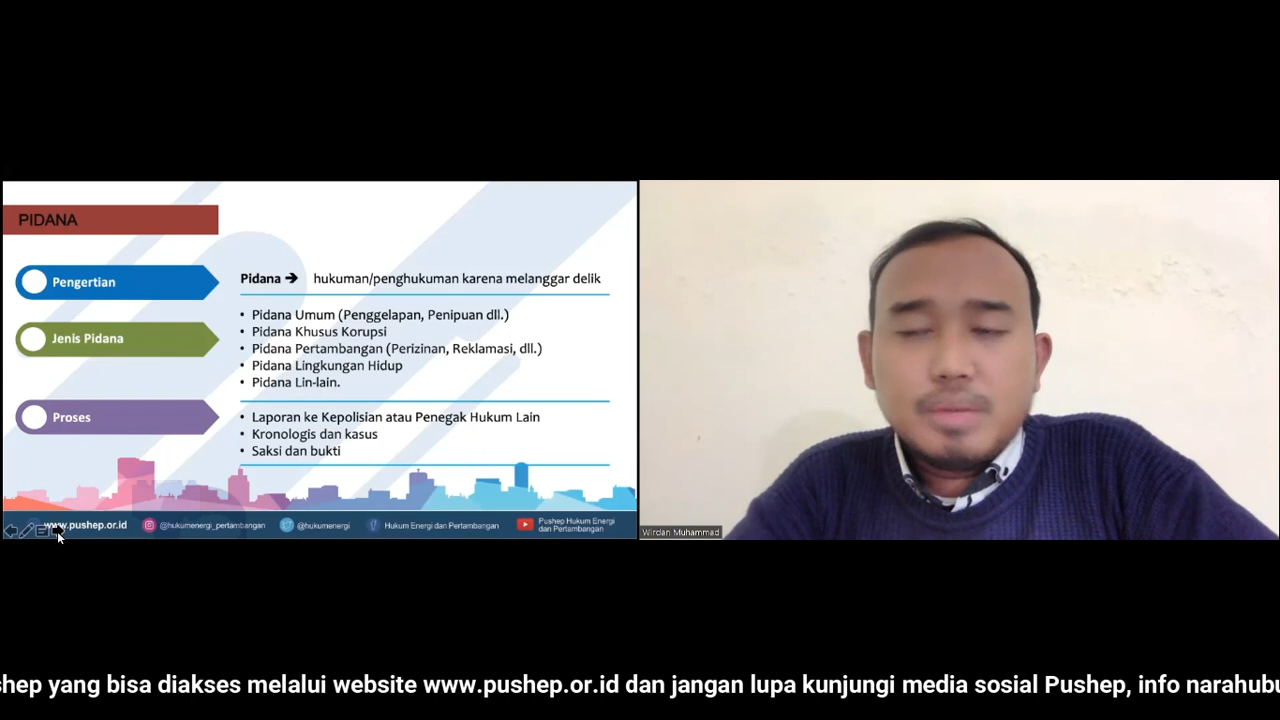 PIDANA
Pengertian
Pidana ➔ hukuman/penghukuman karena melanggar delik
Jenis Pidana
• Pidana Umum (Penggelapan, Penipuan dll.)
• Pidana Khusus Korupsi
• Pidana Pertambangan (Perizinan, Reklamasi, dll.)
• Pidana Lingkungan Hidup
• Pidana Lin-lain.
Proses
• Laporan ke Kepolisian atau Penegak Hukum Lain
• Kronologis dan kasus
• Saksi dan bukti
www.pushep.or.id
@hukumenergi_pertambangan
@hukumenergi
Hukum Energi dan Pertambangan
Pushep Hukum Energi
dan Pertambangan
Wirdan Muhammad
shep yang bisa diakses melalui website www.pushep.or.id dan jangan lupa kunjungi media sosial Pushep, info narahubu